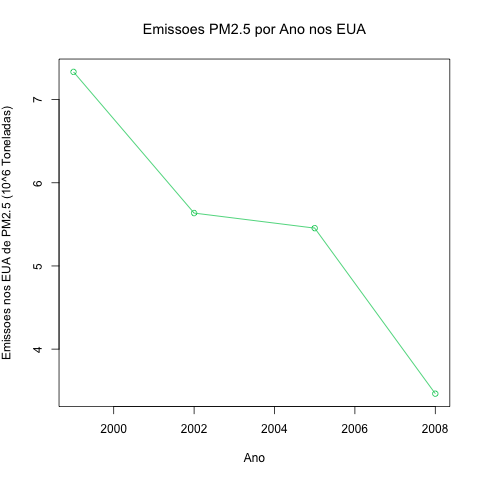 Emissoes PM2.5 por Ano nos EUA
Emissoes nos EUA de PM2.5 (10^6 Toneladas)
7
6
5
4
2000 2002 2004 2006 2008
Ano